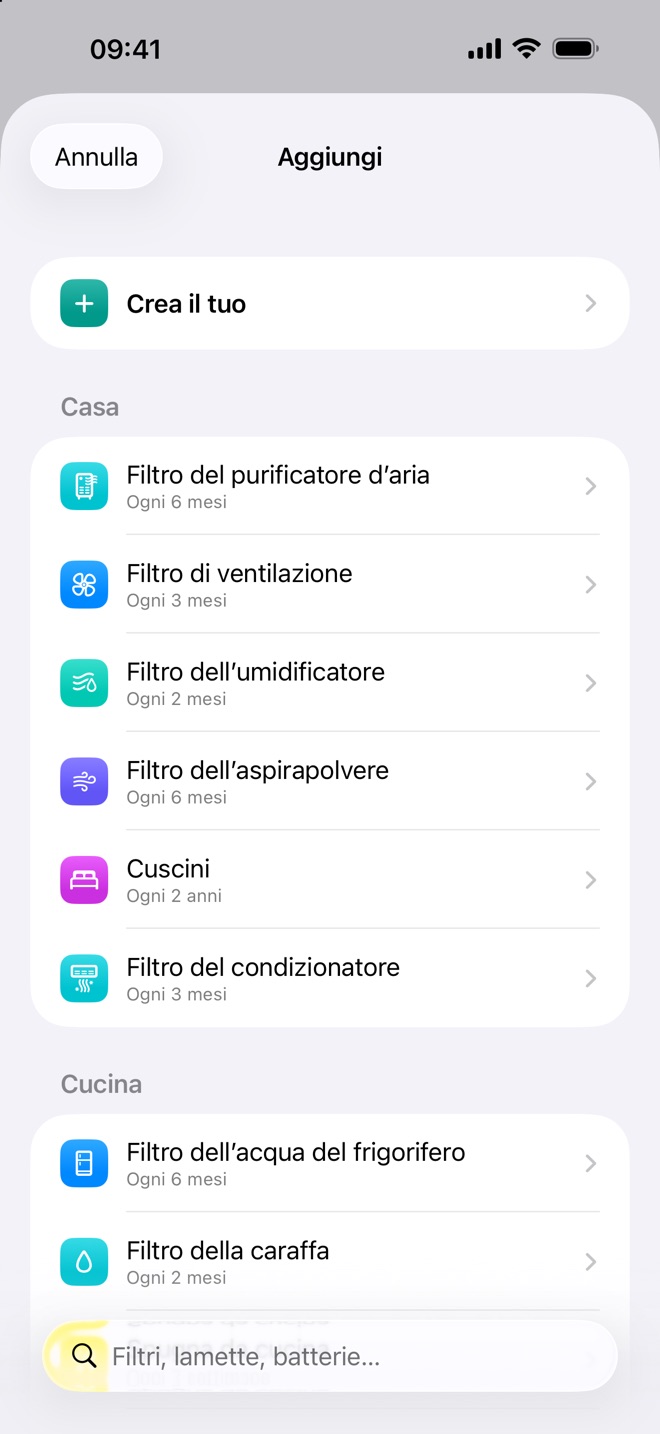 09:41
Annulla
Aggiungi
Crea il tuo
Casa
Filtro del purificatore d’aria
Ogni 6 mesi
Filtro di ventilazione
Ogni 3 mesi
Filtro dell’umidificatore
Ogni 2 mesi
Filtro dell’aspirapolvere
Ogni 6 mesi
Cuscini
Ogni 2 anni
Filtro del condizionatore
Ogni 3 mesi
Cucina
Filtro dell’acqua del frigorifero
Ogni 6 mesi
Filtro della caraffa
Ogni 2 mesi
Filtri, lamette, batterie...